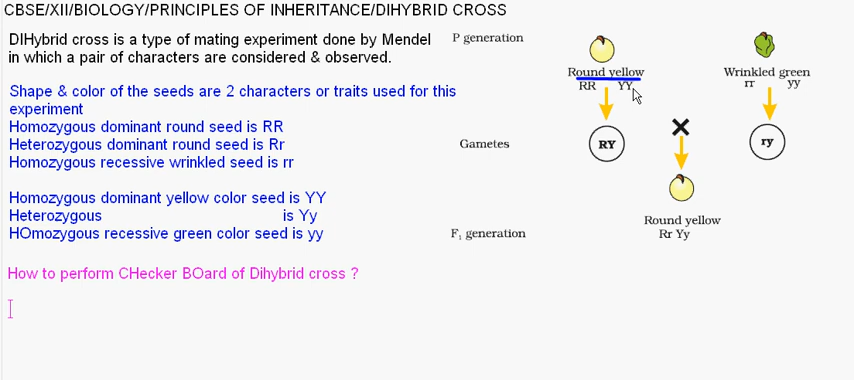 CBSE/XII/BIOLOGY/PRINCIPLES OF INHERITANCE/DIHYBRID CROSS
DIHybrid cross is a type of mating experiment done by Mendel
in which a pair of characters are considered & observed.
Shape & color of the seeds are 2 characters or traits used for this
experiment
Homozygous dominant round seed is RR
Heterozygous dominant round seed is Rr
Homozygous recessive wrinkled seed is rr
Homozygous dominant yellow color seed is YY
Heterozygous is Yy
HOmozygous recessive green color seed is yy
How to perform CHecker BOard of Dihybrid cross ?
P generation
Round yellow
RR YY
Wrinkled green
rr yy
Gametes
RY
ry
Round yellow
Rr Yy
F₁ generation